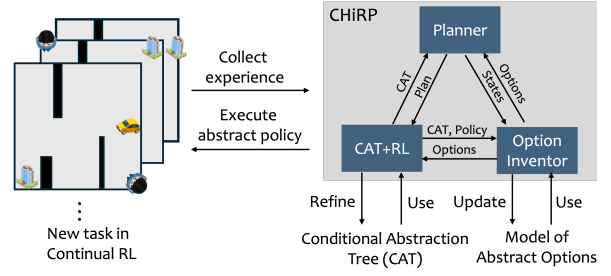 CHiRP
Planner
Collect
experience
CAT
Plan
States
Options
Execute
abstract policy
CAT+RL
CAT, Policy
Options
Option
Inventor
Refine
Use
Update
Use
New task in
Continual RL
Conditional Abstraction
Tree (CAT)
Model of
Abstract Options